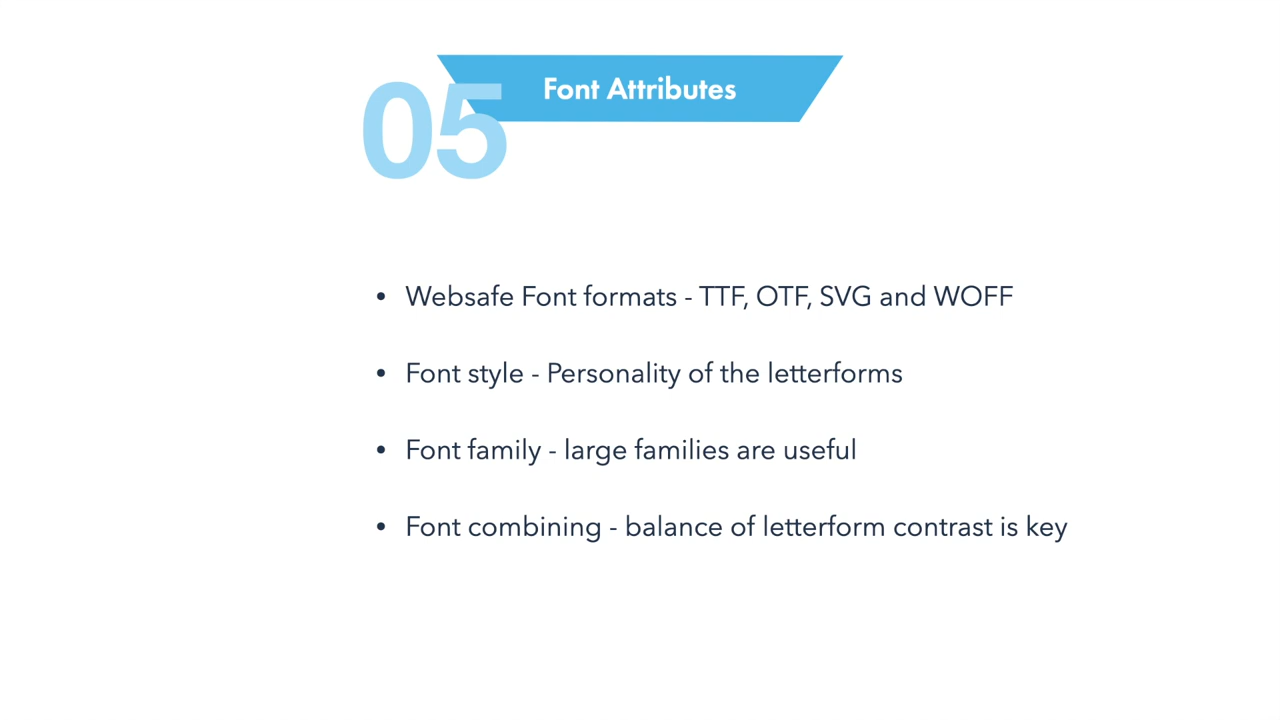 05
Font Attributes
• Websafe Font formats - TTF, OTF, SVG and WOFF
• Font style - Personality of the letterforms
• Font family - large families are useful
• Font combining - balance of letterform contrast is key